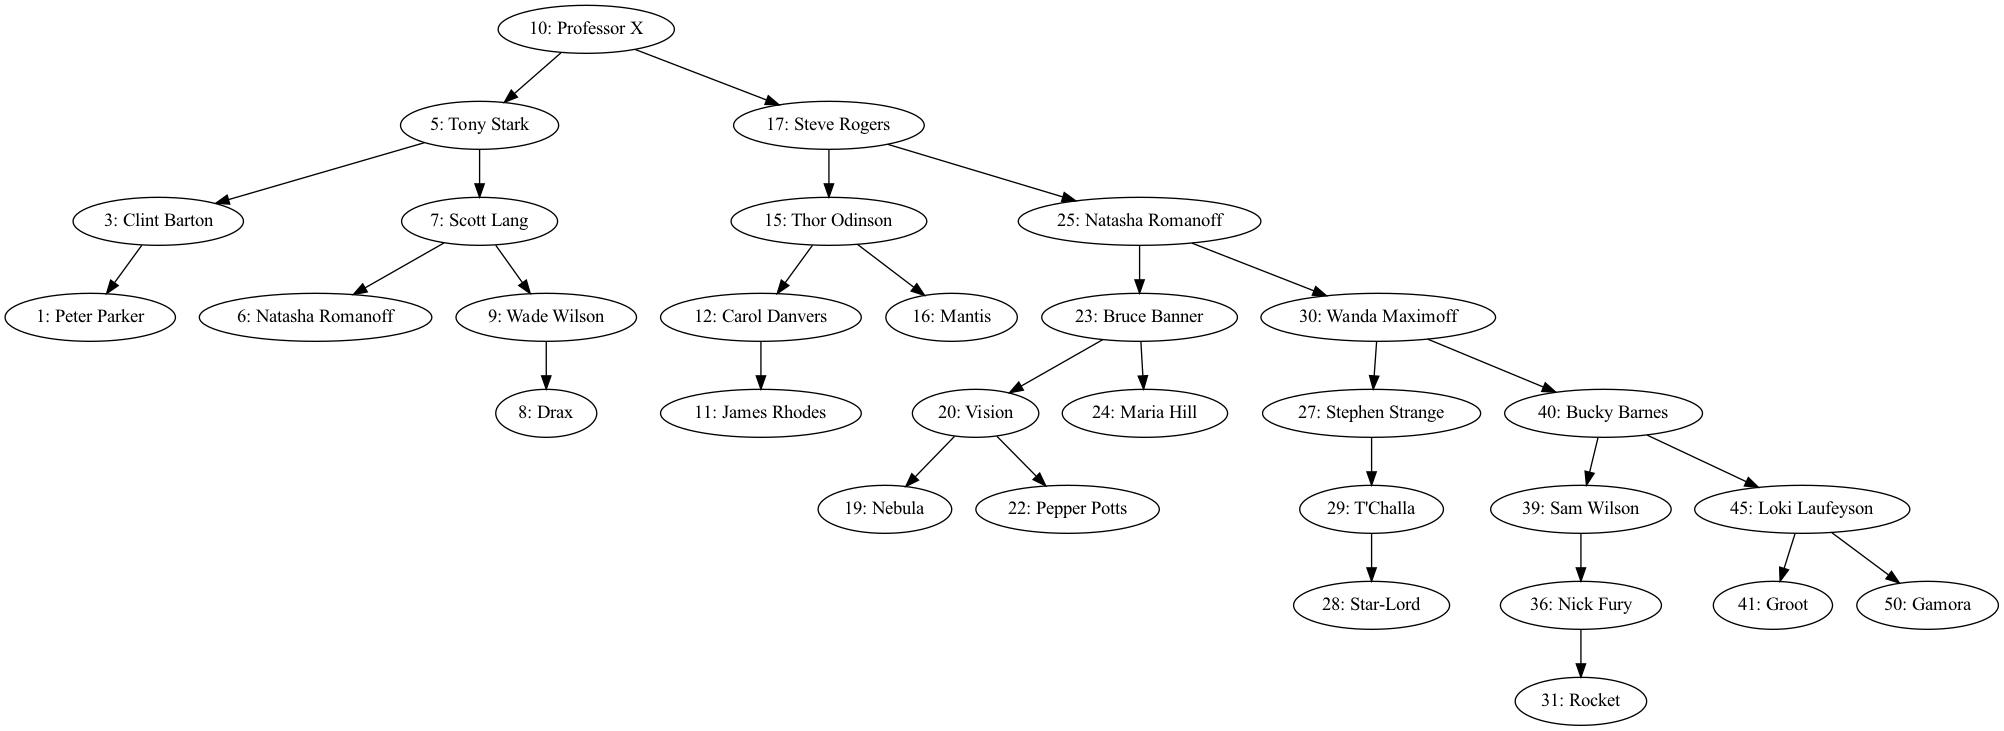 10: Professor X
5: Tony Stark
17: Steve Rogers
3: Clint Barton
7: Scott Lang
15: Thor Odinson
25: Natasha Romanoff
1: Peter Parker
6: Natasha Romanoff
9: Wade Wilson
12: Carol Danvers
16: Mantis
23: Bruce Banner
30: Wanda Maximoff
8: Drax
11: James Rhodes
20: Vision
24: Maria Hill
27: Stephen Strange
40: Bucky Barnes
19: Nebula
22: Pepper Potts
29: T'Challa
39: Sam Wilson
45: Loki Laufeyson
28: Star-Lord
36: Nick Fury
41: Groot
50: Gamora
31: Rocket